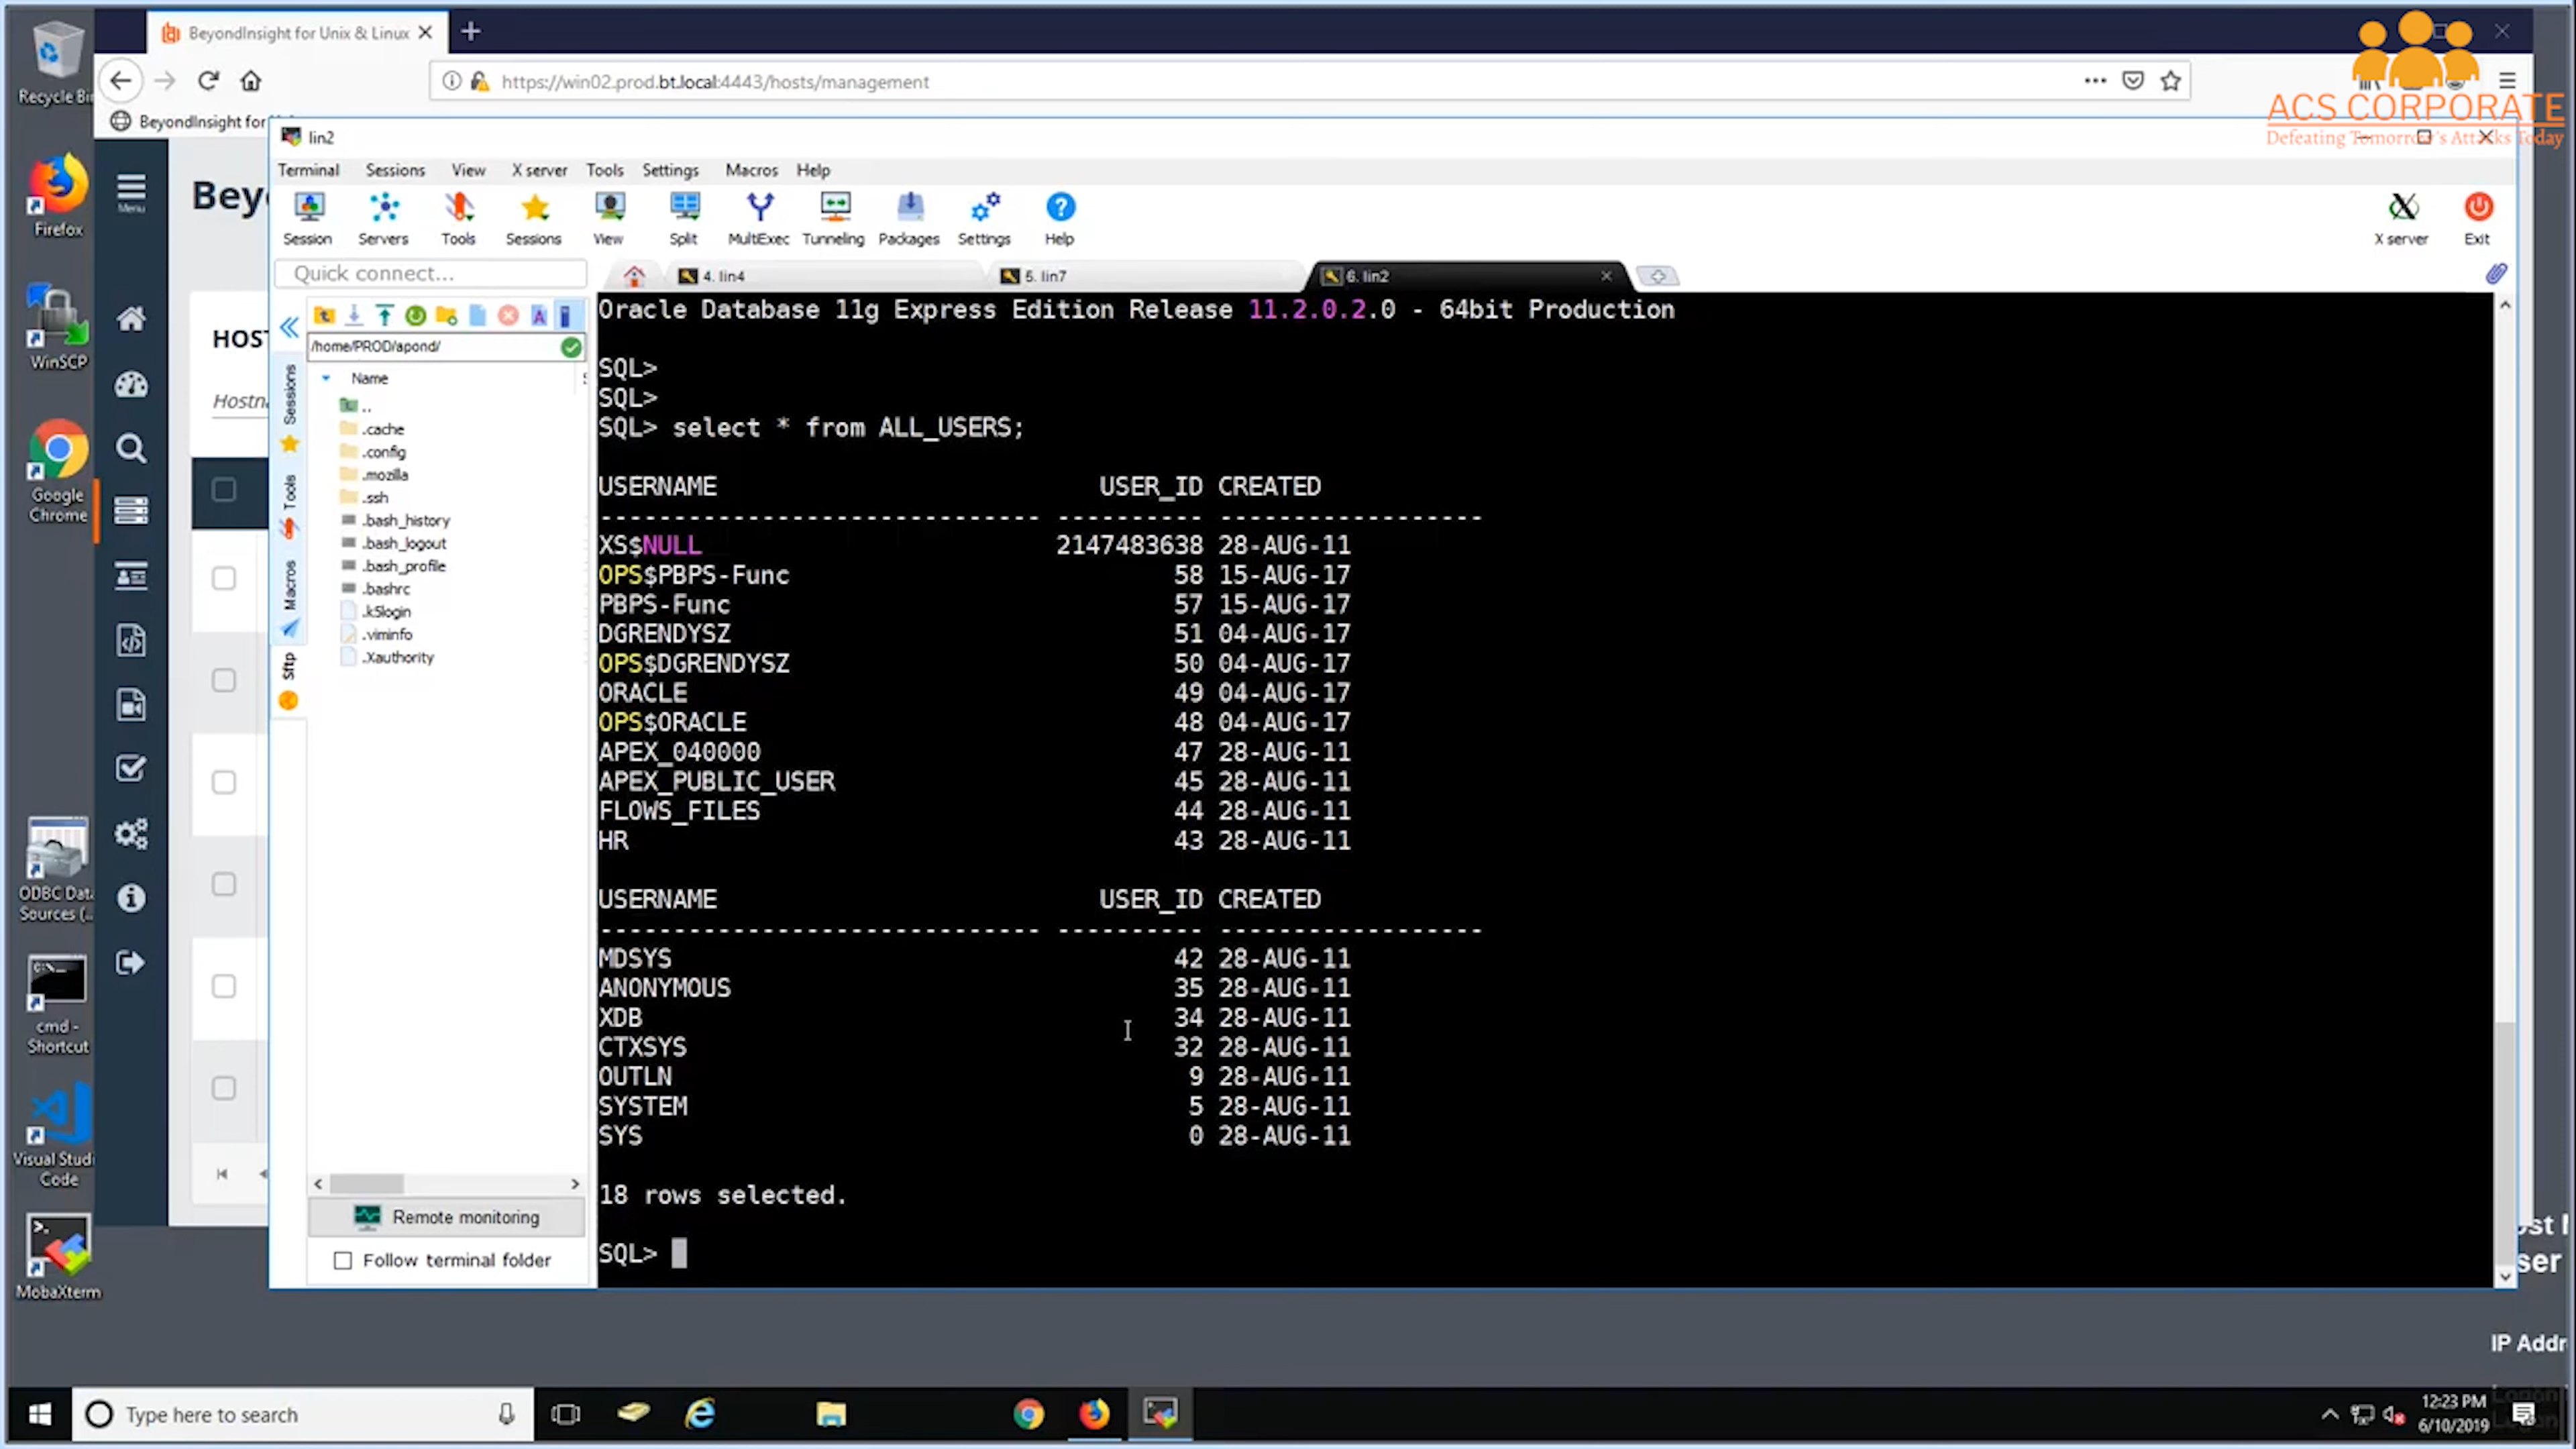 Recycle Bin
BeyondInsight for Unix & Linux
https://win02.prod.bt.local:4443/hosts/management
ACS CORPORATE
Defeating Tomorrow's Attacks Today
BeyondInsight for
lin2
Terminal Sessions View X server Tools Settings Macros Help
Firefox
Menu
Session Servers Tools Sessions View Split MultiExec Tunneling Packages Settings Help
X server Exit
Quick connect...
4. lin4
5. lin7
6. lin2
WinSCP
HOST
/home/PROD/apond/
Name
..
.cache
.config
.mozilla
.ssh
.bash_history
.bash_logout
.bash_profile
.bashrc
.k5login
.viminfo
.Xauthority
Sessions
Tools
Macros
Sftp
Google
Chrome
ODBC Data
Sources (...
cmd -
Shortcut
Visual Studi
Code
MobaXterm
Oracle Database 11g Express Edition Release 11.2.0.2.0 - 64bit Production
SQL>
SQL>
SQL> select * from ALL_USERS;
USERNAME USER_ID CREATED
------------------------------ ---------- ------------------
XS$NULL 2147483638 28-AUG-11
OPS$PBPS-Func 58 15-AUG-17
PBPS-Func 57 15-AUG-17
DGRENDYSZ 51 04-AUG-17
OPS$DGRENDYSZ 50 04-AUG-17
ORACLE 49 04-AUG-17
OPS$ORACLE 48 04-AUG-17
APEX_040000 47 28-AUG-11
APEX_PUBLIC_USER 45 28-AUG-11
FLOWS_FILES 44 28-AUG-11
HR 43 28-AUG-11
USERNAME USER_ID CREATED
------------------------------ ---------- ------------------
MDSYS 42 28-AUG-11
ANONYMOUS 35 28-AUG-11
XDB 34 28-AUG-11
CTXSYS 32 28-AUG-11
OUTLN 9 28-AUG-11
SYSTEM 5 28-AUG-11
SYS 0 28-AUG-11
18 rows selected.
SQL>
Remote monitoring
Follow terminal folder
IP Addr
Type here to search
12:23 PM
6/10/2019